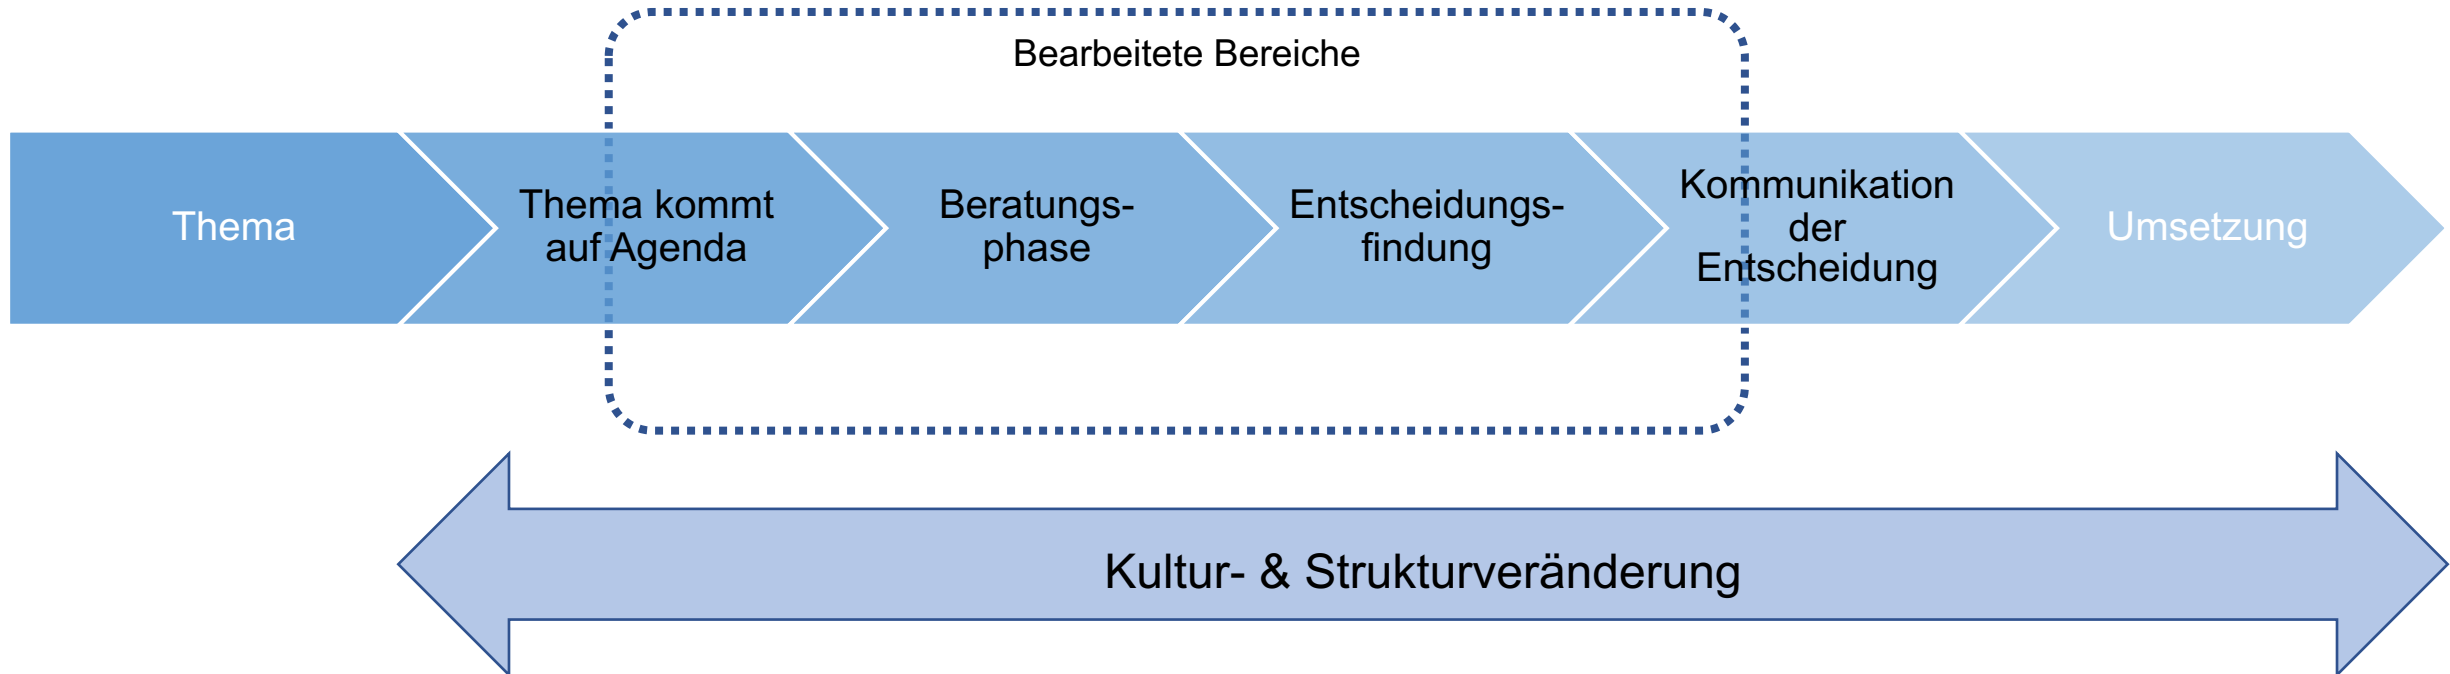 Bearbeitete Bereiche
Thema
Thema kommt
auf Agenda
Beratungs-
phase
Entscheidungs-
findung
Kommunikation
der
Entscheidung
Umsetzung
Kultur- & Strukturveränderung